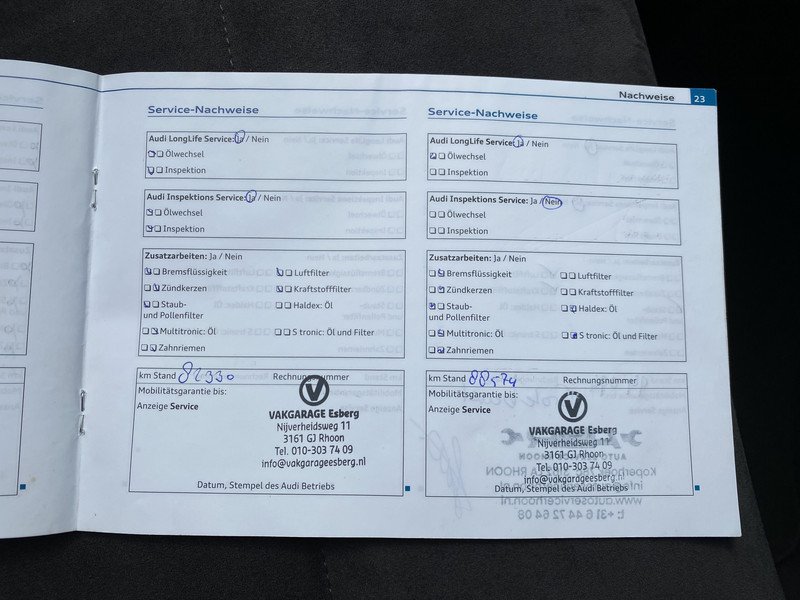 Nachweise 23
Service-Nachweise
Audi LongLife Service: Ja / Nein
Ölwechsel
Inspektion
Audi Inspektions Service: Ja / Nein
Ölwechsel
Inspektion
Zusatzarbeiten: Ja / Nein
Bremsflüssigkeit Luftfilter
Zündkerzen Kraftstofffilter
Staub- Haldex: Öl
und Pollenfilter
Multitronic: Öl S tronic: Öl und Filter
Zahnriemen
km Stand 82330 Rechnungsnummer
Mobilitätsgarantie bis:
Anzeige Service
VAKGARAGE Esberg
Nijverheidsweg 11
3161 GJ Rhoon
Tel. 010-303 74 09
info@vakgarageesberg.nl
Datum, Stempel des Audi Betriebs
Service-Nachweise
Audi LongLife Service: Ja / Nein
Ölwechsel
Inspektion
Audi Inspektions Service: Ja / Nein
Ölwechsel
Inspektion
Zusatzarbeiten: Ja / Nein
Bremsflüssigkeit Luftfilter
Zündkerzen Kraftstofffilter
Staub- Haldex: Öl
und Pollenfilter
Multitronic: Öl S tronic: Öl und Filter
Zahnriemen
km Stand 88574 Rechnungsnummer
Mobilitätsgarantie bis:
Anzeige Service
VAKGARAGE Esberg
Nijverheidsweg 11
3161 GJ Rhoon
Tel. 010-303 74 09
info@vakgarageesberg.nl
Datum, Stempel des Audi Betriebs